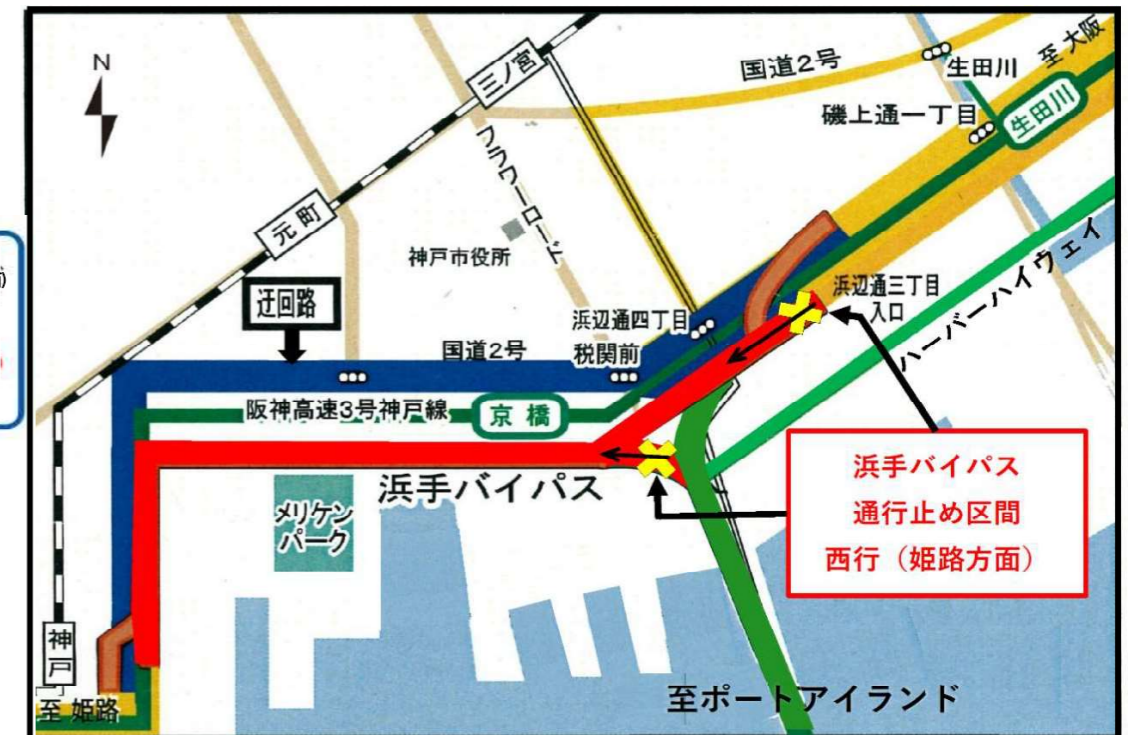 N
三ノ宮
国道2号
生田川
至 大阪
磯上通一丁目
生田川
フラワーロード
元町
神戸市役所
迂回路
浜辺通四丁目
浜辺通三丁目
入口
ハーバーハイウェイ
国道2号
税関前
阪神高速3号神戸線
京橋
浜手バイパス
メリケン
パーク
浜手バイパス
通行止め区間
西行（姫路方面）
神戸
至 姫路
至ポートアイランド